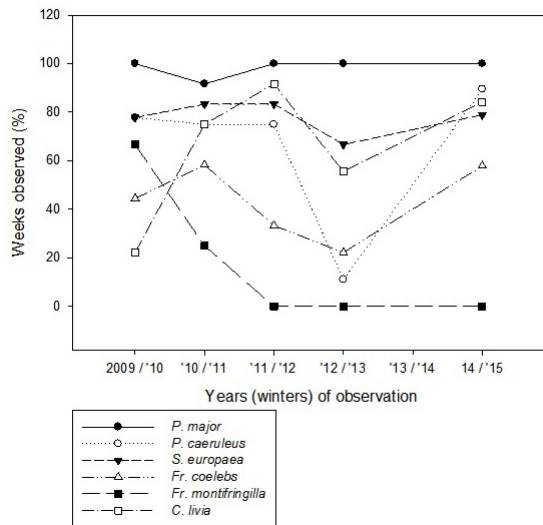 120
100
80
60
40
20
0
Weeks observed (%)
2009 / '10 '10 / '11 '11 / '12 '12 / '13 '13 / '14 14 / '15
Years (winters) of observation
P. major
P. caeruleus
S. europaea
Fr. coelebs
Fr. montifringilla
C. livia